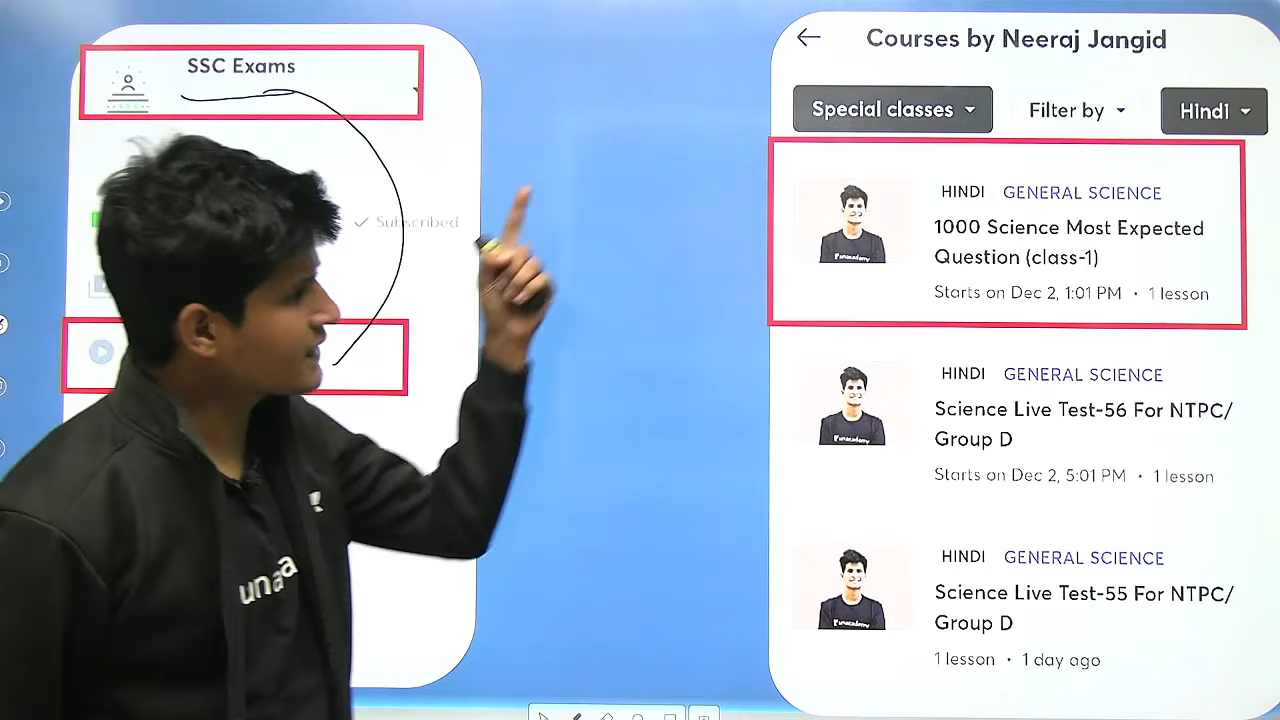 SSC Exams
Subscribed
Courses by Neeraj Jangid
Special classes
Filter by
Hindi
HINDI GENERAL SCIENCE
1000 Science Most Expected
Question (class-1)
Starts on Dec 2, 1:01 PM • 1 lesson
HINDI GENERAL SCIENCE
Science Live Test-56 For NTPC/
Group D
Starts on Dec 2, 5:01 PM • 1 lesson
HINDI GENERAL SCIENCE
Science Live Test-55 For NTPC/
Group D
1 lesson • 1 day ago
unacademy
unacademy
unacademy